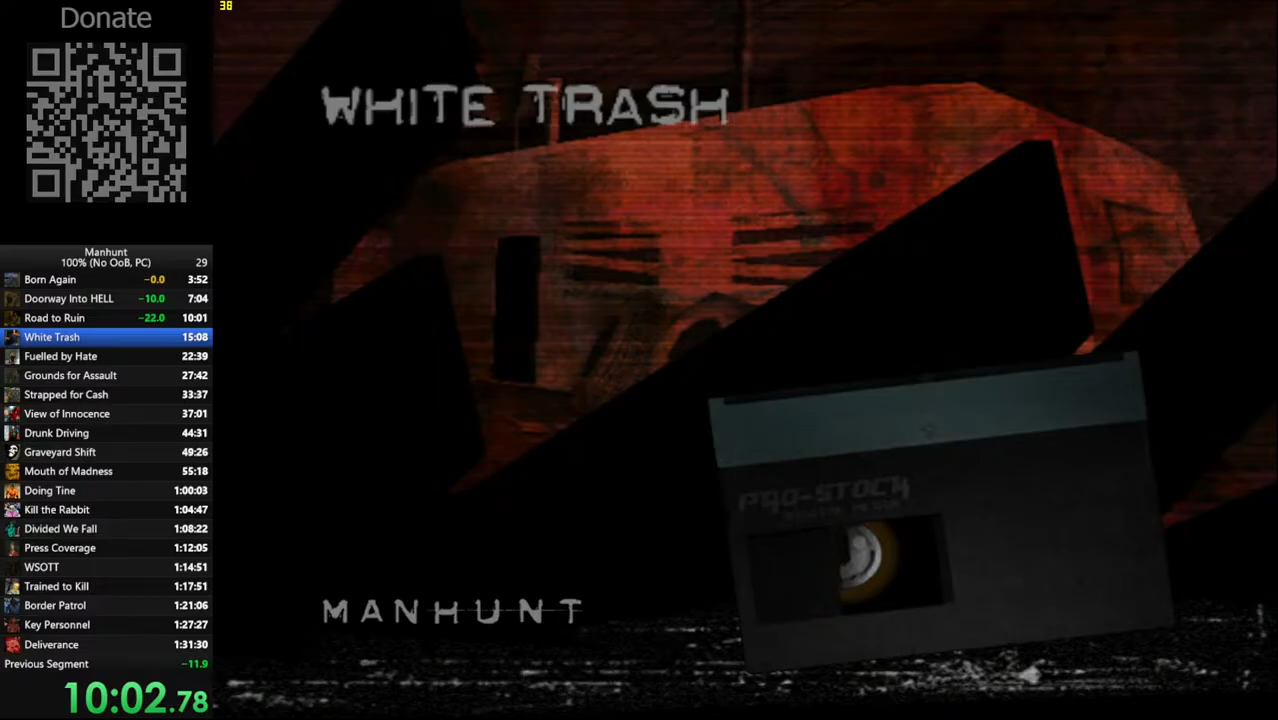 Donate
38
WHITE TRASH
PRO-STOCK
MANHUNT
Manhunt
100% (No OoB, PC) 29
Born Again −0.0 3:52
Doorway Into HELL −10.0 7:04
Road to Ruin −22.0 10:01
White Trash 15:08
Fuelled by Hate 22:39
Grounds for Assault 27:42
Strapped for Cash 33:37
View of Innocence 37:01
Drunk Driving 44:31
Graveyard Shift 49:26
Mouth of Madness 55:18
Doing Tine 1:00:03
Kill the Rabbit 1:04:47
Divided We Fall 1:08:22
Press Coverage 1:12:05
WSOTT 1:14:51
Trained to Kill 1:17:51
Border Patrol 1:21:06
Key Personnel 1:27:27
Deliverance 1:31:30
Previous Segment −11.9
10:02.78